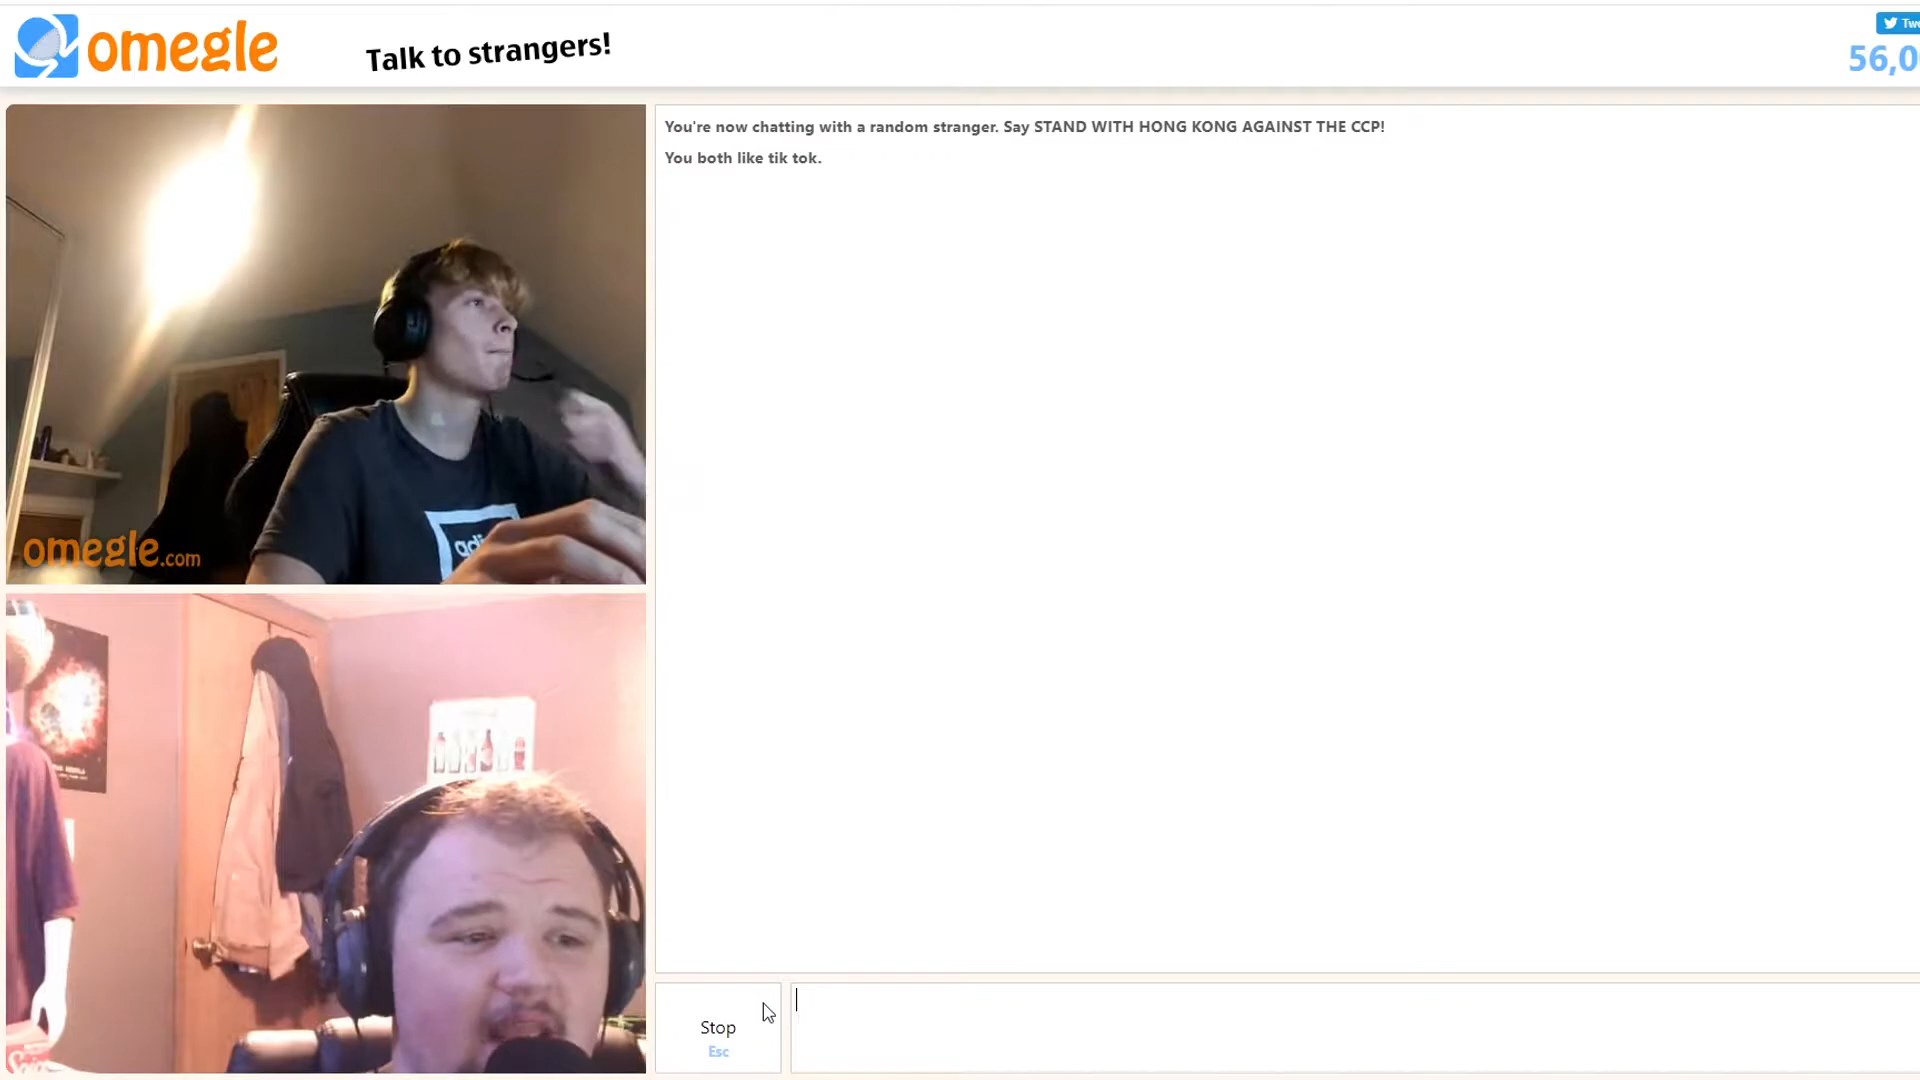 omegle
Talk to strangers!
56,0
You're now chatting with a random stranger. Say STAND WITH HONG KONG AGAINST THE CCP!
You both like tik tok.
omegle.com
Stop
Esc